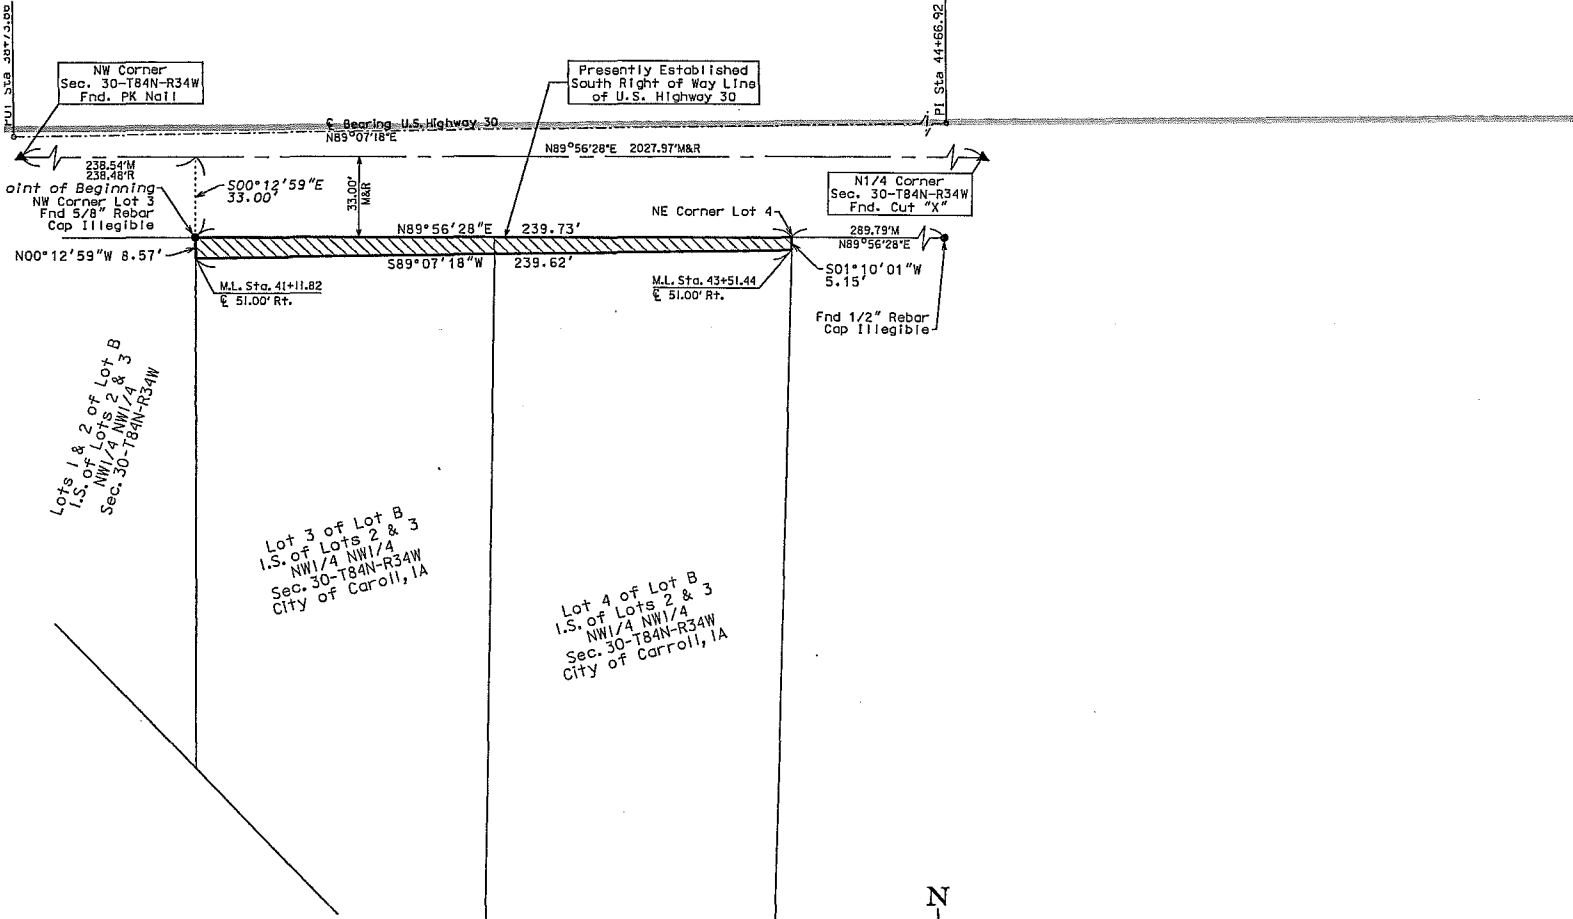 PI Sta 44+66.92
NW Corner
Sec. 30-T84N-R34W
Fnd. PK Nail
Presently Established
South Right of Way Line
of U.S. Highway 30
℄ Bearing U.S. Highway 30
N89°07'18"E
N89°56'28"E 2027.97'M&R
238.54'M
238.48'R
S00°12'59"E
33.00'
33.00'
M&R
N1/4 Corner
Sec. 30-T84N-R34W
Fnd. Cut "X"
oint of Beginning
NW Corner Lot 3
Fnd 5/8" Rebar
Cap Illegible
NE Corner Lot 4
N89°56'28"E 239.73'
289.79'M
N89°56'28"E
N00°12'59"W 8.57'
S89°07'18"W 239.62'
S01°10'01"W
5.15'
M.L. Sta. 41+11.82
℄ 51.00' Rt.
M.L. Sta. 43+51.44
℄ 51.00' Rt.
Fnd 1/2" Rebar
Cap Illegible
Lots 1 & 2 of Lot B
I.S. of Lots 2 & 3
NW1/4 NW1/4
Sec. 30-T84N-R34W
Lot 3 of Lot B
I.S. of Lots 2 & 3
NW1/4 NW1/4
Sec. 30-T84N-R34W
City of Caroll, IA
Lot 4 of Lot B
I.S. of Lots 2 & 3
NW1/4 NW1/4
Sec. 30-T84N-R34W
City of Carroll, IA
N